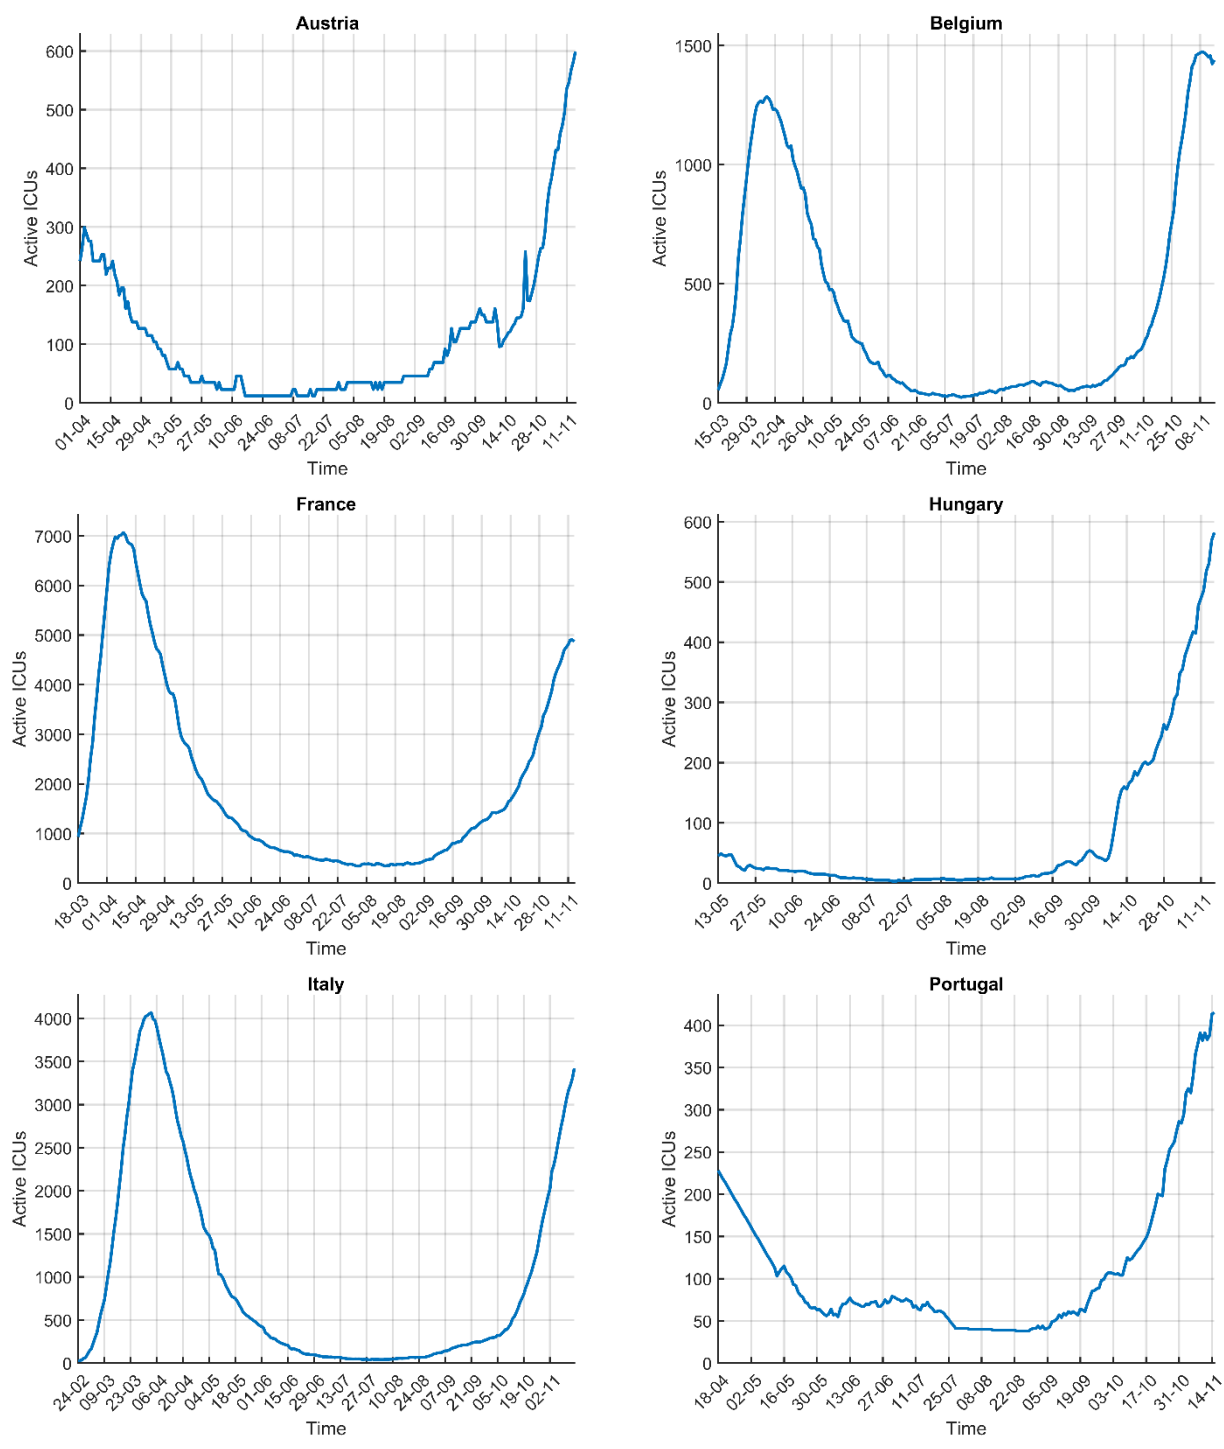 Austria
Active ICUs
600
500
400
300
200
100
0
01-04 15-04 29-04 13-05 27-05 10-06 24-06 08-07 22-07 05-08 19-08 02-09 16-09 30-09 14-10 28-10 11-11
Time
Belgium
Active ICUs
1500
1000
500
0
15-03 29-03 12-04 26-04 10-05 24-05 07-06 21-06 05-07 19-07 02-08 16-08 30-08 13-09 27-09 11-10 25-10 08-11
Time
France
Active ICUs
7000
6000
5000
4000
3000
2000
1000
0
18-03 01-04 15-04 29-04 13-05 27-05 10-06 24-06 08-07 22-07 05-08 19-08 02-09 16-09 30-09 14-10 28-10 11-11
Time
Hungary
Active ICUs
600
500
400
300
200
100
0
13-05 27-05 10-06 24-06 08-07 22-07 05-08 19-08 02-09 16-09 30-09 14-10 28-10 11-11
Time
Italy
Active ICUs
4000
3500
3000
2500
2000
1500
1000
500
0
24-02 09-03 23-03 06-04 20-04 04-05 18-05 01-06 15-06 29-06 13-07 27-07 10-08 24-08 07-09 21-09 05-10 19-10 02-11
Time
Portugal
Active ICUs
400
350
300
250
200
150
100
50
0
18-04 02-05 16-05 30-05 13-06 27-06 11-07 25-07 08-08 22-08 05-09 19-09 03-10 17-10 31-10 14-11
Time